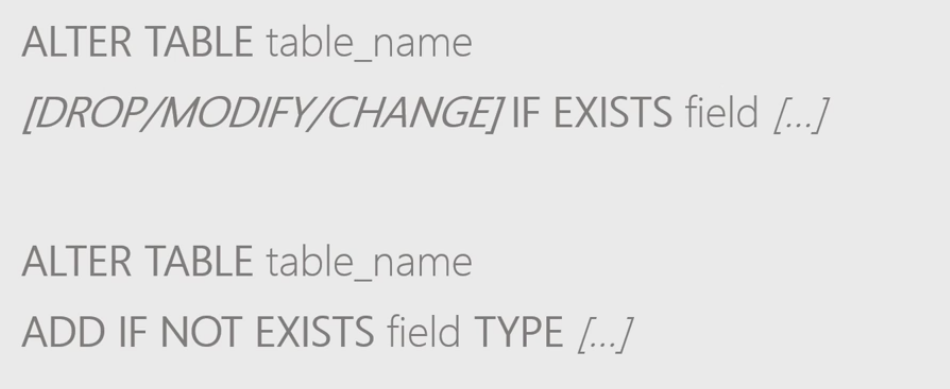 ALTER TABLE table_name
[DROP/MODIFY/CHANGE] IF EXISTS field [...]
ALTER TABLE table_name
ADD IF NOT EXISTS field TYPE [...]